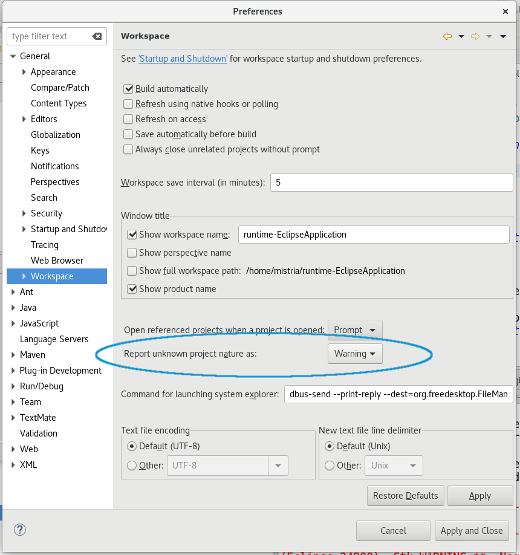 Preferences
type filter text
General
Appearance
Compare/Patch
Content Types
Editors
Globalization
Keys
Notifications
Perspectives
Search
Security
Startup and Shutdov
Tracing
Web Browser
Workspace
Ant
Java
JavaScript
Language Servers
Maven
Plug-in Development
Run/Debug
Team
TextMate
Validation
Web
XML
Workspace
See 'Startup and Shutdown' for workspace startup and shutdown preferences.
Build automatically
Refresh using native hooks or polling
Refresh on access
Save automatically before build
Always close unrelated projects without prompt
Workspace save interval (in minutes): 5
Window title
Show workspace name: runtime-EclipseApplication
Show perspective name
Show full workspace path: /home/mistria/runtime-EclipseApplication
Show product name
Open referenced projects when a project is opened: Prompt
Report unknown project nature as: Warning
Command for launching system explorer: dbus-send --print-reply --dest=org.freedesktop.FileMan
Text file encoding
Default (UTF-8)
Other: UTF-8
New text file line delimiter
Default (Unix)
Other: Unix
Restore Defaults Apply
Cancel Apply and Close